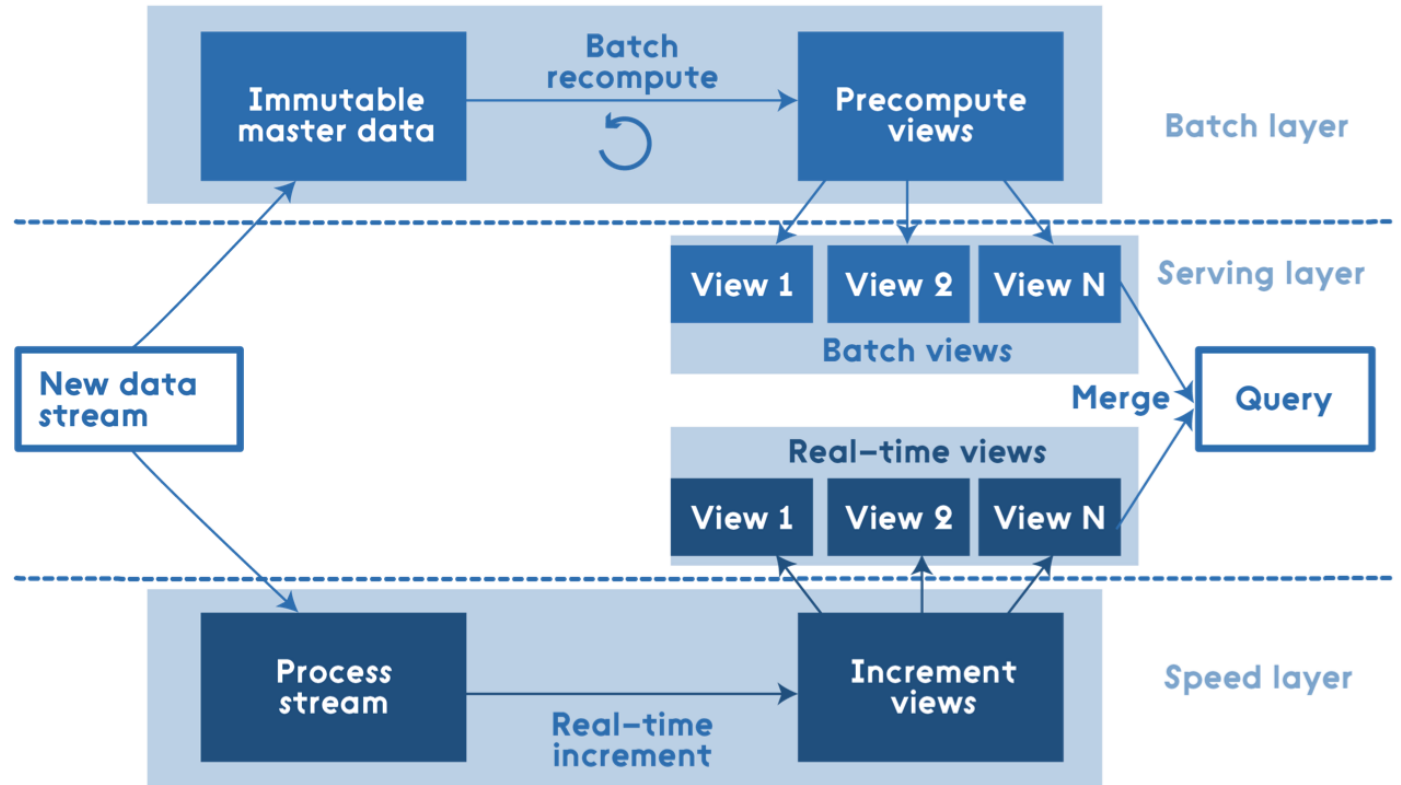 Batch
recompute
Immutable
master data
Precompute
views
Batch layer
View 1
View 2
View N
Serving layer
Batch views
New data
stream
Merge
Query
Real-time views
View 1
View 2
View N
Process
stream
Increment
views
Speed layer
Real-time
increment